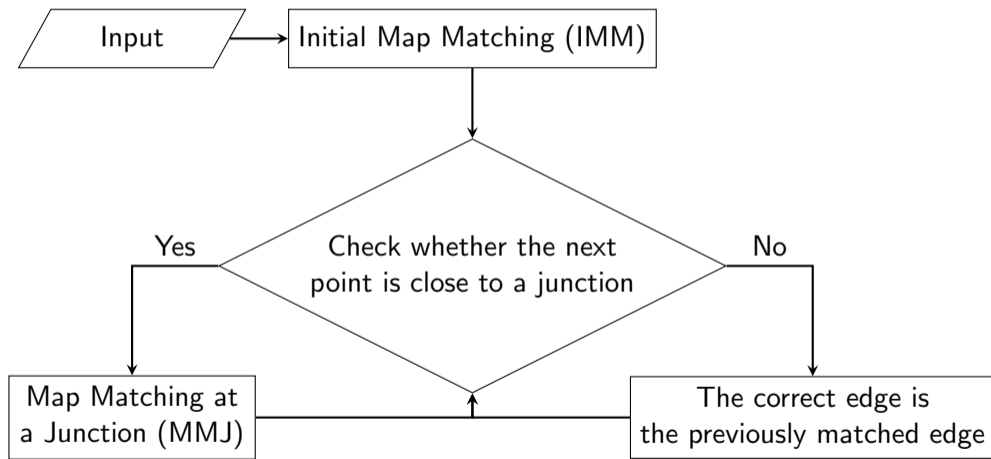 Input
Initial Map Matching (IMM)
Check whether the next
point is close to a junction
Yes
No
Map Matching at
a Junction (MMJ)
The correct edge is
the previously matched edge